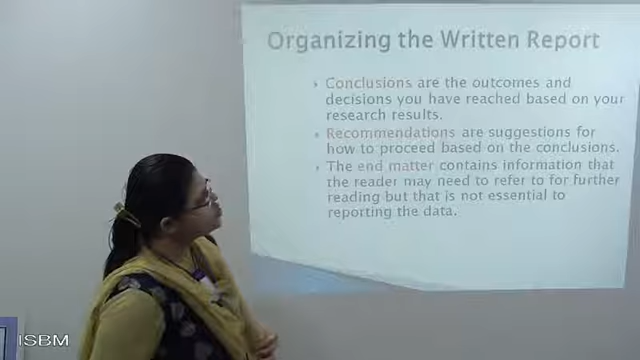 Organizing the Written Report
Conclusions are the outcomes and
decisions you have reached based on your
research results.
Recommendations are suggestions for
how to proceed based on the conclusions.
The end matter contains information that
the reader may need to refer to for further
reading but that is not essential to
reporting the data.
ISBM